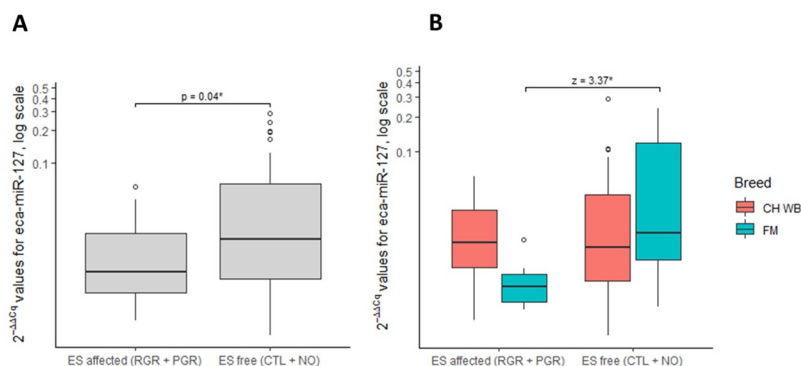 A
B
2^−ΔΔCq values for eca-miR-127, log scale
0.5
0.4
0.3
0.2
0.1
p = 0.04*
ES affected (RGR + PGR)
ES free (CTL + NO)
2^−ΔΔCq values for eca-miR-127, log scale
0.5
0.4
0.3
0.2
0.1
z = 3.37*
ES affected (RGR + PGR)
ES free (CTL + NO)
Breed
CH WB
FM